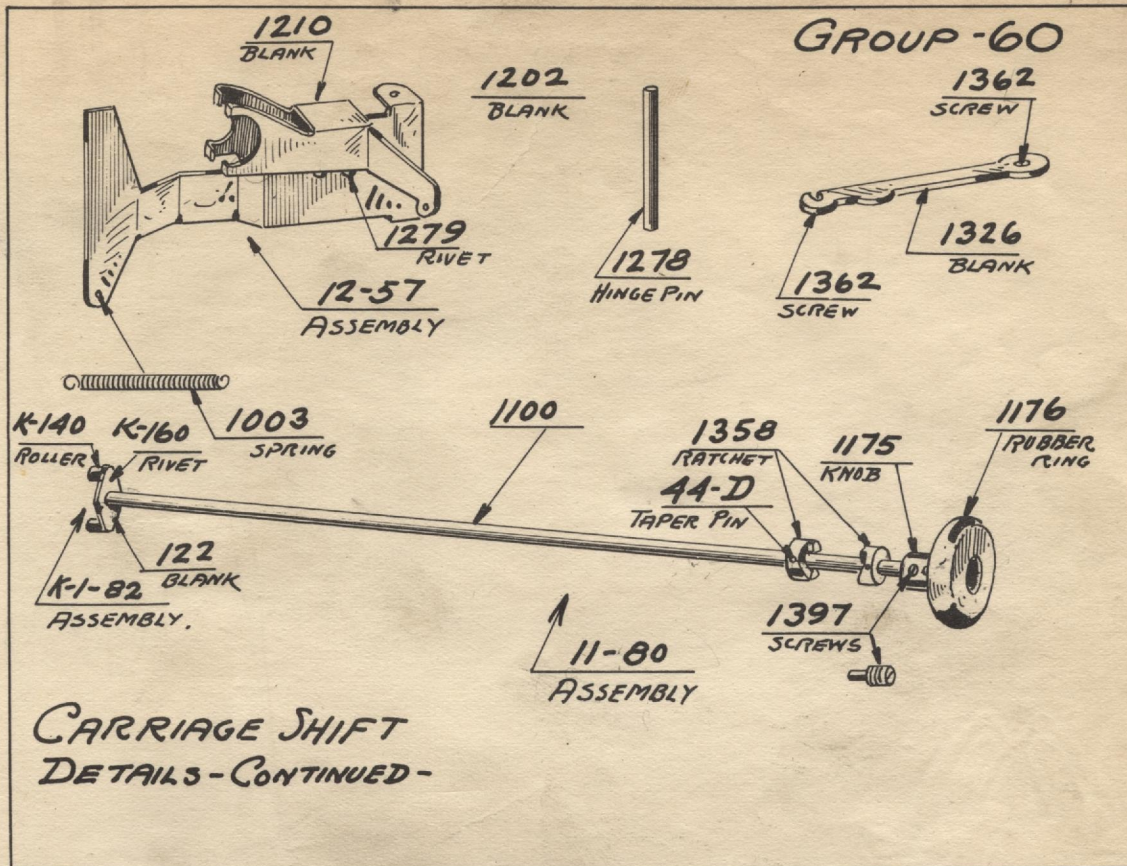 GROUP-60
1210
BLANK
1202
BLANK
1362
SCREW
1279
RIVET
12-57
ASSEMBLY
1278
HINGE PIN
1326
BLANK
1362
SCREW
1003
SPRING
K-140
ROLLER
K-160
RIVET
1100
1358
RATCHET
44-D
TAPER PIN
1175
KNOB
1176
RUBBER
RING
122
BLANK
K-1-82
ASSEMBLY.
11-80
ASSEMBLY
1397
SCREWS
CARRIAGE SHIFT
DETAILS-CONTINUED-